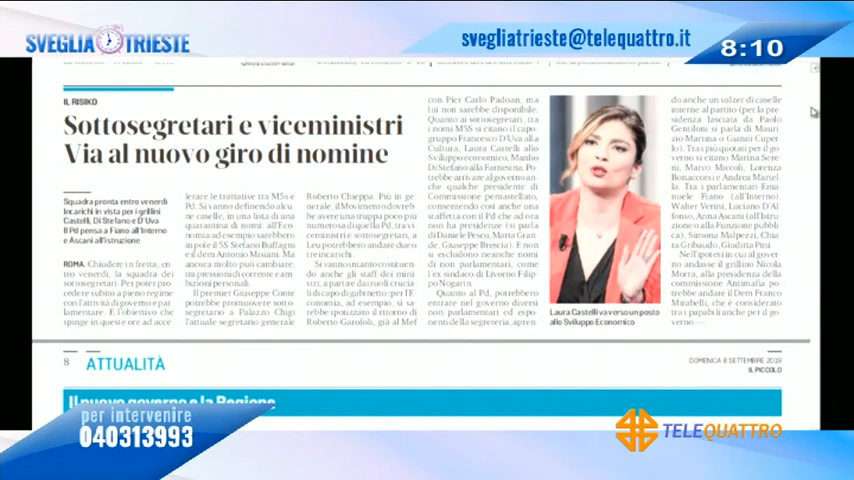 SVEGLIA TRIESTE
svegliatrieste@telequattro.it
8:10
IL RISIKO
Sottosegretari e viceministri
Via al nuovo giro di nomine
Squadra pronta entro venerdì
Incarichi in vista per i grillini
Castelli, Di Stefano e D'Uva
Il Pd pensa a Fiano all'Interno
e Ascani all'istruzione
ROMA. Chiudere in fretta, en-
tro venerdì, la squadra dei
sottosegretari. Per poter pro-
cedere subito a pieno regime
con l'attività di governo e par-
lamentare. È l'obiettivo che
spinge in queste ore ad acce
lerare le trattative tra M5s e
Pd. Si vanno definendo alcu-
ne caselle, in una lista di una
quarantina di nomi: all'Eco-
nomia ad esempio sarebbero
in pole il 5S Stefano Buffagni
e il dem Antonio Misiani. Ma
ancora molto può cambiare,
tra pressioni di corrente e am-
bizioni personali.
Il premier Giuseppe Conte
potrebbe promuovere sotto-
segretario a Palazzo Chigi
l'attuale segretario generale
Roberto Chieppa. Più in ge-
nerale, il Movimento dovreb-
be avere una truppa poco più
numerosa di quella Pd, tra vi-
ceministri e sottosegretari, a
Leu potrebbero andare due o
tre incarichi.
Si vanno intanto costituen-
do anche gli staff dei mini
stri, a partire dai ruoli crucia-
li di capo di gabinetto: per l'E-
conomia, ad esempio, si sa-
rebbe ipotizzato il ritorno di
Roberto Garofoli, già al Mef
con Pier Carlo Padoan, ma
lui non sarebbe disponibile.
Quanto ai sottosegretari, tra
i nomi M5S si citano il capo-
gruppo Francesco D'Uva alla
Cultura, Laura Castelli allo
Sviluppo economico, Manlio
Di Stefano alla Farnesina. Po-
trebbe arrivare al governo an-
che qualche presidente di
Commissione pentastellato,
consentendo così anche una
staffetta con il Pd che ad ora
non ha presidenze (si parla
di Daniele Pesco, Marta Gran-
de, Giuseppe Brescia). E non
si escludono neanche nomi
di non parlamentari, come
l'ex sindaco di Livorno Filip-
po Nogarin.
Quanto al Pd, potrebbero
entrare nel governo diversi
non parlamentari ed espo-
nenti della segreteria, apren-
Laura Castelli va verso un posto
allo Sviluppo Economico
do anche un valzer di caselle
interne al partito (per la pre-
sidenza lasciata da Paolo
Gentiloni si parla di Mauri-
zio Martina o Gianni Cuper-
lo). Tra i più quotati per il go-
verno si citano Marina Sere-
ni, Marco Miccoli, Lorenza
Bonaccorsi e Andrea Martel-
la. Tra i parlamentari Ema-
nuele Fiano (all'Interno)
Walter Verini, Luciano D'Al-
fonso, Anna Ascani (all'Istru-
zione o alla Funzione pubbli-
ca), Simona Malpezzi, Chia-
ra Gribaudo, Giuditta Pini.
Nell'ipotesi in cui al gover-
no andasse il grillino Nicola
Morra, alla presidenza della
commissione Antimafia po-
trebbe andare il Dem Franco
Mirabelli, che è considerato
tra i papabili anche per il go-
verno. —
8 ATTUALITÀ
DOMENICA 8 SETTEMBRE 2019
IL PICCOLO
Il nuovo governo e la Regione
per intervenire
040313993
TELEQUATTRO